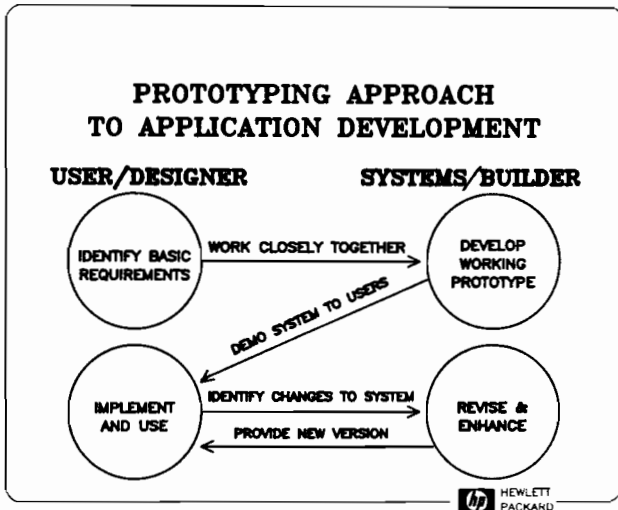 PROTOTYPING APPROACH
TO APPLICATION DEVELOPMENT
USER/DESIGNER
SYSTEMS/BUILDER
IDENTIFY BASIC
REQUIREMENTS
WORK CLOSELY TOGETHER
DEVELOP
WORKING
PROTOTYPE
DEMO SYSTEM TO USERS
IMPLEMENT
AND USE
IDENTIFY CHANGES TO SYSTEM
PROVIDE NEW VERSION
REVISE &
ENHANCE
hp
HEWLETT
PACKARD